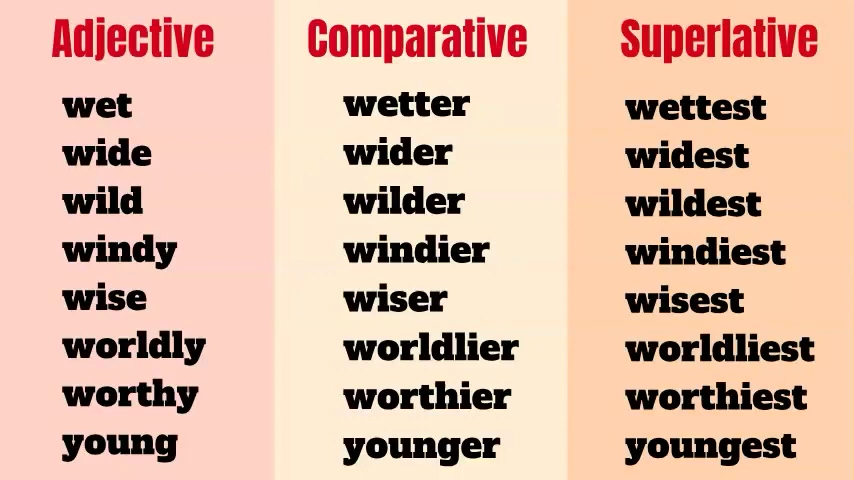 Adjective Comparative Superlative
wet wetter wettest
wide wider widest
wild wilder wildest
windy windier windiest
wise wiser wisest
worldly worldlier worldliest
worthy worthier worthiest
young younger youngest